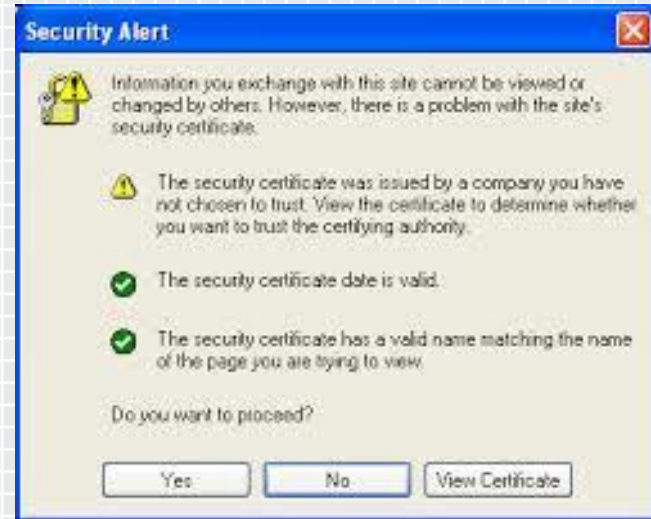 Security Alert
Information you exchange with this site cannot be viewed or
changed by others. However, there is a problem with the site's
security certificate.
The security certificate was issued by a company you have
not chosen to trust. View the certificate to determine whether
you want to trust the certifying authority.
The security certificate date is valid.
The security certificate has a valid name matching the name
of the page you are trying to view.
Do you want to proceed?
Yes
No
View Certificate